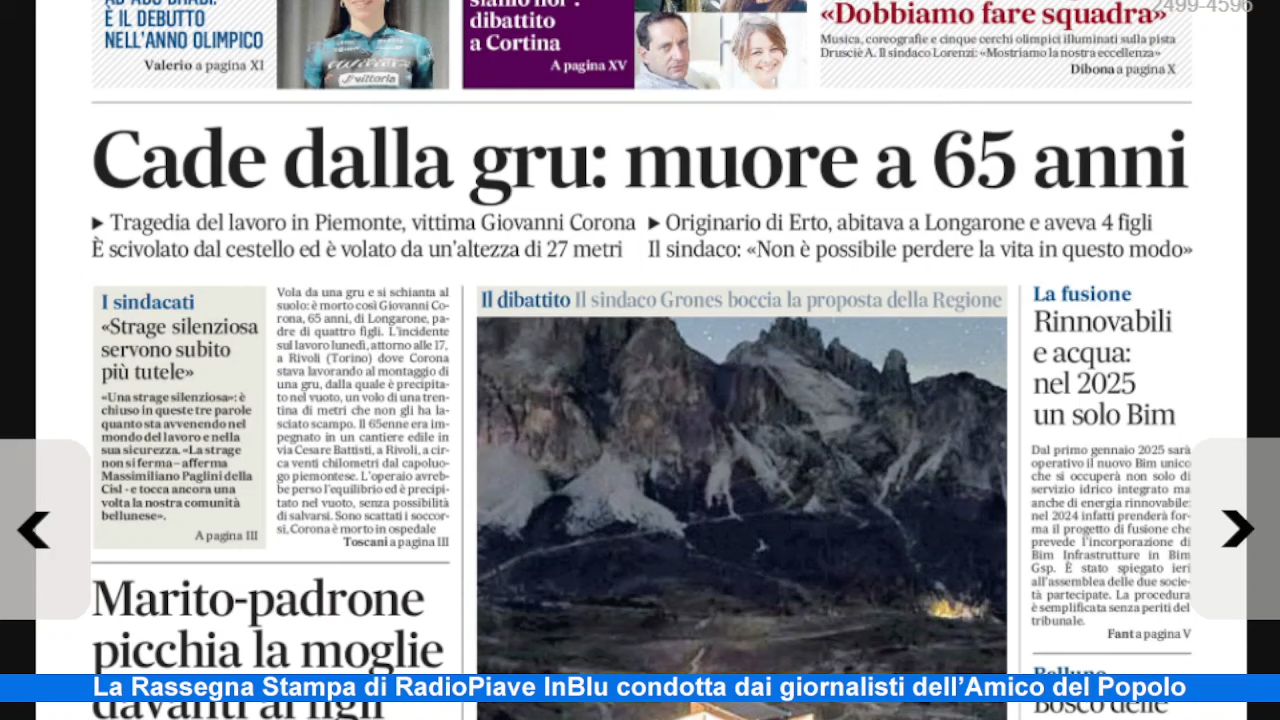 AD ABU DHABI:
È IL DEBUTTO
NELL'ANNO OLIMPICO
Valerio a pagina XI
vittoria
siamo noi":
dibattito
a Cortina
A pagina XV
«Dobbiamo fare squadra»
2499-4596
Musica, coreografie e cinque cerchi olimpici illuminati sulla pista
Drusciè A. Il sindaco Lorenzi: «Mostriamo la nostra eccellenza»
Dibona a pagina X
Cade dalla gru: muore a 65 anni
▶ Tragedia del lavoro in Piemonte, vittima Giovanni Corona
È scivolato dal cestello ed è volato da un'altezza di 27 metri
▶ Originario di Erto, abitava a Longarone e aveva 4 figli
Il sindaco: «Non è possibile perdere la vita in questo modo»
I sindacati
«Strage silenziosa
servono subito
più tutele»
«Una strage silenziosa»: è
chiuso in queste tre parole
quanto sta avvenendo nel
mondo del lavoro e nella
sua sicurezza. «La strage
non si ferma – afferma
Massimiliano Paglini della
Cisl - e tocca ancora una
volta la nostra comunità
bellunese».
A pagina III
Vola da una gru e si schianta al
suolo: è morto così Giovanni Co-
rona, 65 anni, di Longarone, pa-
dre di quattro figli. L'incidente
sul lavoro lunedì, attorno alle 17,
a Rivoli (Torino) dove Corona
stava lavorando al montaggio di
una gru, dalla quale è precipita-
to nel vuoto, un volo di una tren-
tina di metri che non gli ha la-
sciato scampo. Il 65enne era im-
pegnato in un cantiere edile in
via Cesare Battisti, a Rivoli, a cir-
ca venti chilometri dal capoluo-
go piemontese. L'operaio avreb-
be perso l'equilibrio ed è precipi-
tato nel vuoto, senza possibilità
di salvarsi. Sono scattati i soccor-
si, Corona è morto in ospedale
Toscani a pagina III
Marito-padrone
picchia la moglie
davanti ai figli
Il dibattito Il sindaco Grones boccia la proposta della Regione
La fusione
Rinnovabili
e acqua:
nel 2025
un solo Bim
Dal primo gennaio 2025 sarà
operativo il nuovo Bim unico
che si occuperà non solo di
servizio idrico integrato ma
anche di energia rinnovabile:
nel 2024 infatti prenderà for-
ma il progetto di fusione che
prevede l'incorporazione di
Bim Infrastrutture in Bim
Gsp. È stato spiegato ieri
all'assemblea delle due socie-
tà partecipate. La procedura
è semplificata senza periti del
tribunale.
Fant a pagina V
Belluno
Bosco delle
La Rassegna Stampa di RadioPiave InBlu condotta dai giornalisti dell'Amico del Popolo